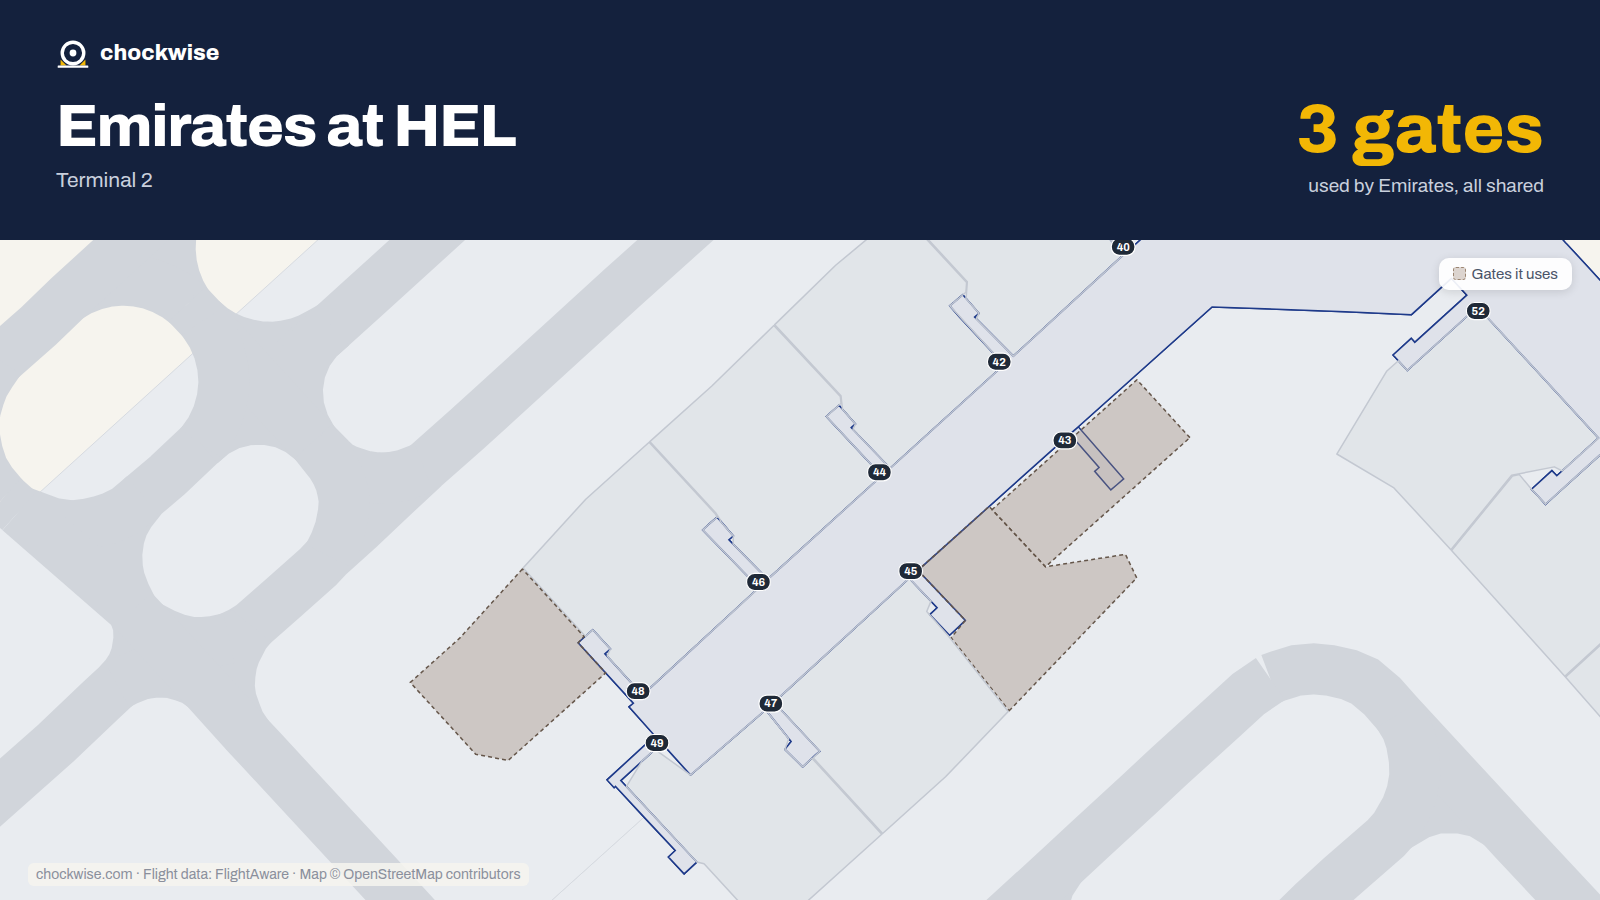 chockwise
Emirates at HEL
Terminal 2
3 gates
used by Emirates, all shared
40
Gates it uses
52
42
43
44
45
46
48
47
49
chockwise.com · Flight data: FlightAware · Map © OpenStreetMap contributors